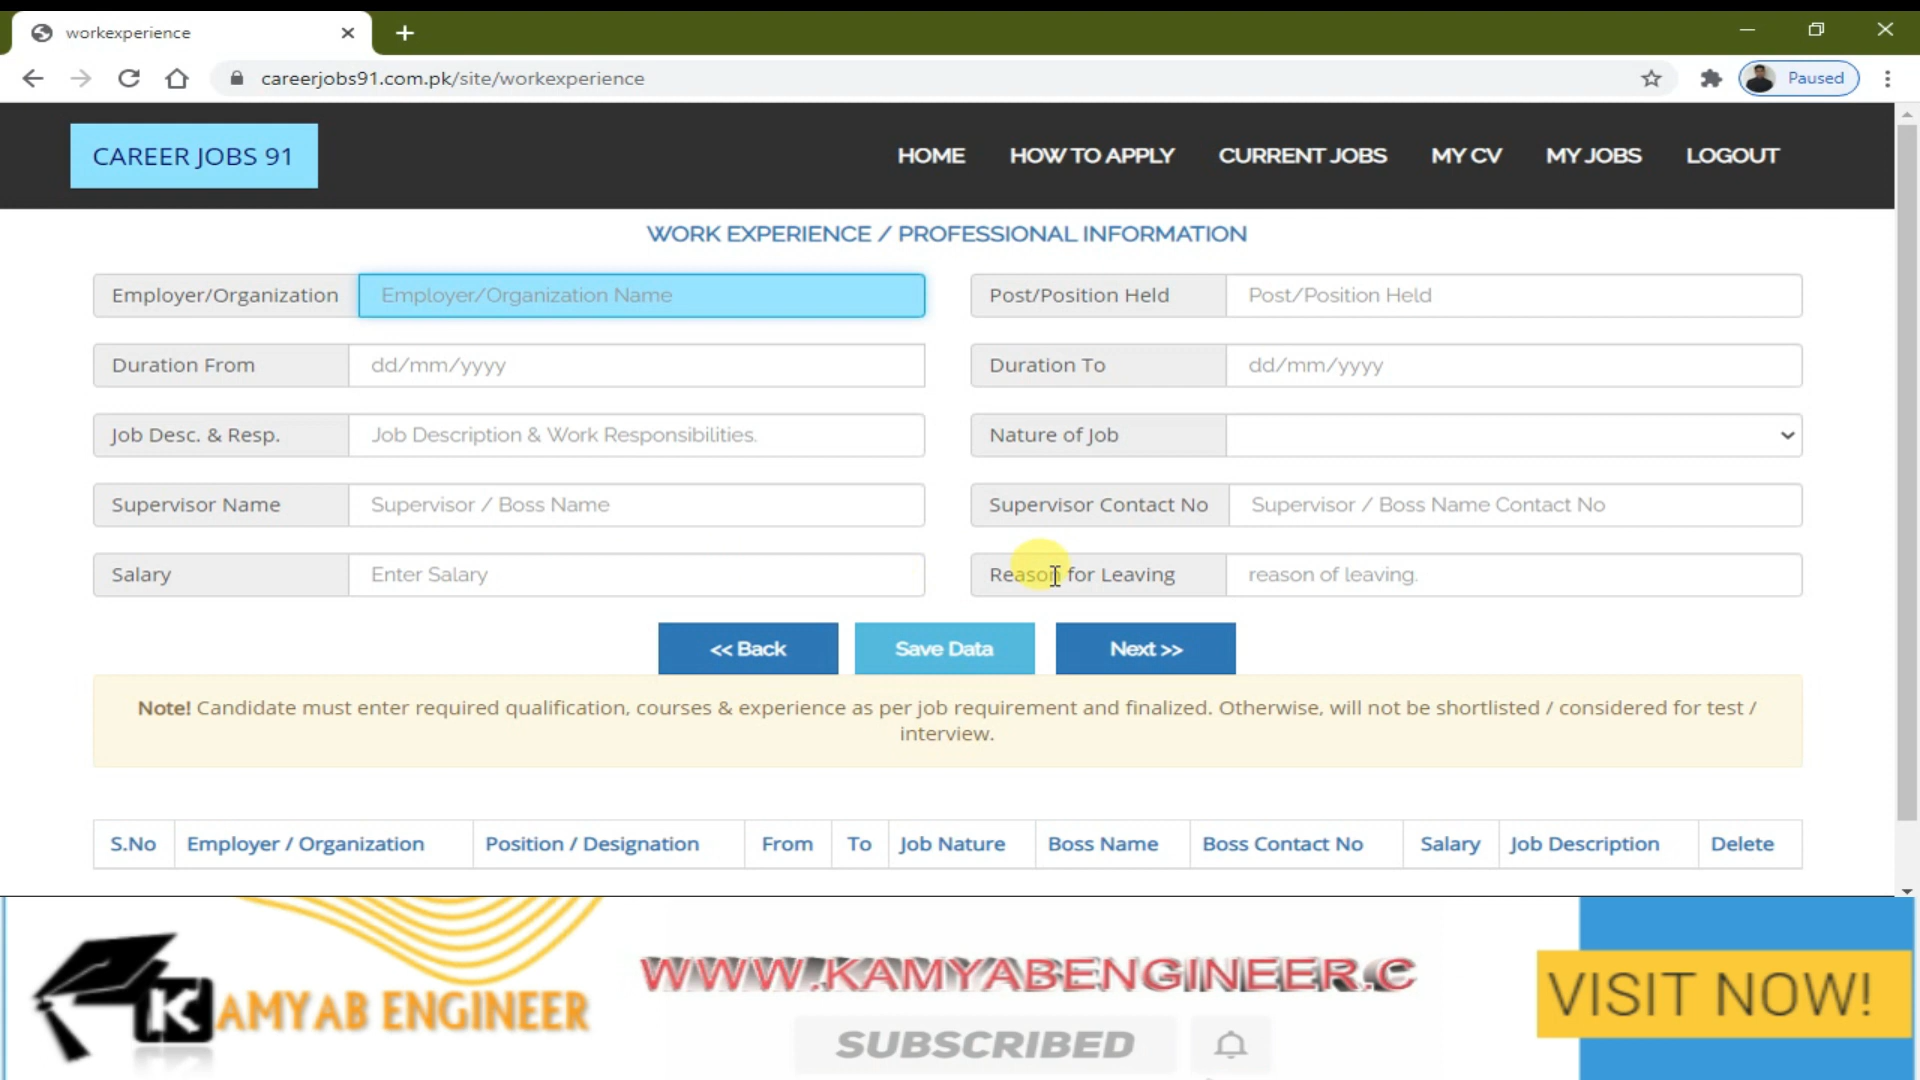 workexperience
careerjobs91.com.pk/site/workexperience
Paused
CAREER JOBS 91
HOME
HOW TO APPLY
CURRENT JOBS
MY CV
MY JOBS
LOGOUT
WORK EXPERIENCE / PROFESSIONAL INFORMATION
Employer/Organization
Employer/Organization Name
Post/Position Held
Post/Position Held
Duration From
dd/mm/yyyy
Duration To
dd/mm/yyyy
Job Desc. & Resp.
Job Description & Work Responsibilities.
Nature of Job
Supervisor Name
Supervisor / Boss Name
Supervisor Contact No
Supervisor / Boss Name Contact No
Salary
Enter Salary
Reason for Leaving
reason of leaving.
<< Back
Save Data
Next >>
Note! Candidate must enter required qualification, courses & experience as per job requirement and finalized. Otherwise, will not be shortlisted / considered for test /
interview.
S.No
Employer / Organization
Position / Designation
From
To
Job Nature
Boss Name
Boss Contact No
Salary
Job Description
Delete
KAMYAB ENGINEER
WWW.KAMYABENGINEER.C
SUBSCRIBED
VISIT NOW!